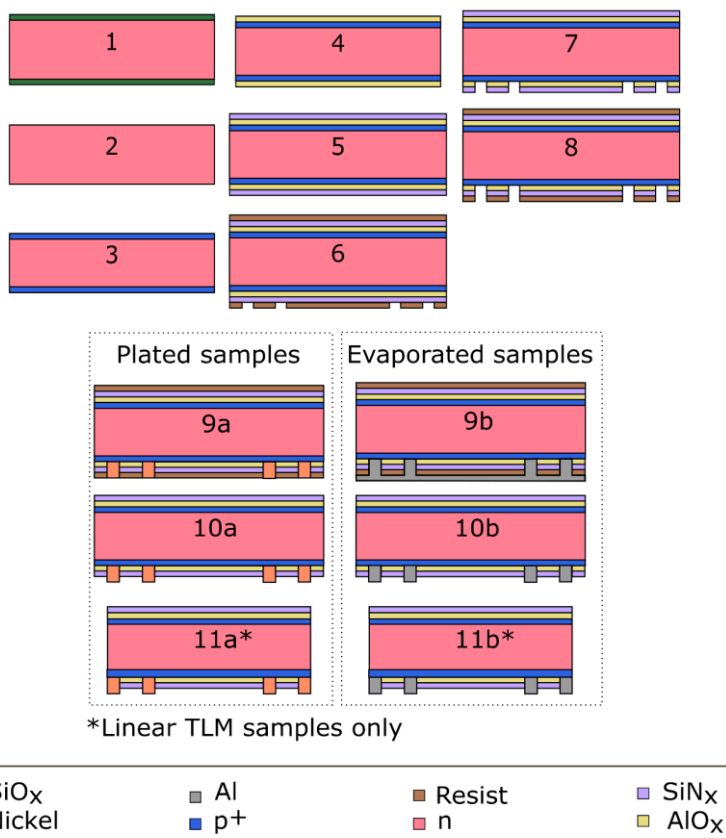 1
4
7
2
5
8
3
6
Plated samples
Evaporated samples
9a
9b
10a
10b
11a*
11b*
*Linear TLM samples only
iOx Al Resist SiNx
ickel p+ n AlOx